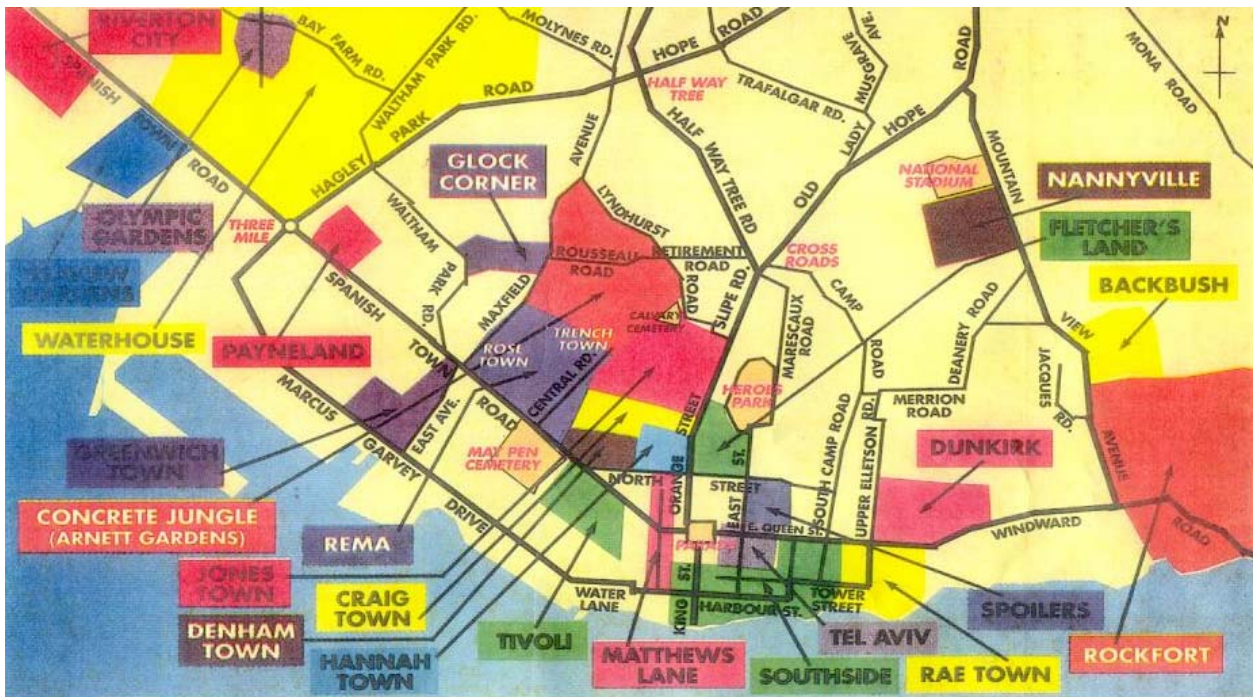 RIVERTON
CITY
BAY FARM RD.
WALTHAM PARK RD.
MOLYNES RD.
HOPE ROAD
MUSGRAVE
AVE.
ROAD
MONA ROAD
N
SPANISH
TOWN
ROAD
HAGLEY
PARK
ROAD
HALF WAY
TREE
TRAFALGAR RD.
LADY
OLD
HOPE
AVENUE
HALF WAY TREE RD
GLOCK
CORNER
NATIONAL
STADIUM
MOUNTAIN
NANNYVILLE
OLYMPIC
GARDENS
THREE
MILE
WALTHAM
PARK
RD.
LYNDHURST
ROUSSEAU
ROAD
RETIREMENT
ROAD
ROAD
SLIPE RD.
CROSS
ROADS
FLETCHER'S
LAND
SEAVIEW
GARDENS
SPANISH
TOWN
ROAD
MAXFIELD
CALVARY
CEMETERY
CAMP
ROAD
MARESCAUX
ROAD
DEANERY ROAD
VIEW
AVENUE
BACKBUSH
WATERHOUSE
PAYNELAND
ROSE
TOWN
TRENCH
TOWN
CENTRAL RD.
HEROES
PARK
MERRION
ROAD
JACQUES
RD.
MARCUS
GARVEY
DRIVE
EAST AVE.
GREENWICH
TOWN
MAY PEN
CEMETERY
NORTH
STREET
ORANGE
STREET
EAST
ST.
SOUTH CAMP ROAD
UPPER ELLETSON RD.
DUNKIRK
CONCRETE JUNGLE
(ARNETT GARDENS)
REMA
E. QUEEN ST.
PARADE
WINDWARD
ROAD
JONES
TOWN
CRAIG
TOWN
WATER
LANE
KING ST.
HARBOUR ST.
TOWER
STREET
SPOILERS
DENHAM
TOWN
HANNAH
TOWN
TIVOLI
MATTHEWS
LANE
TEL AVIV
SOUTHSIDE
RAE TOWN
ROCKFORT